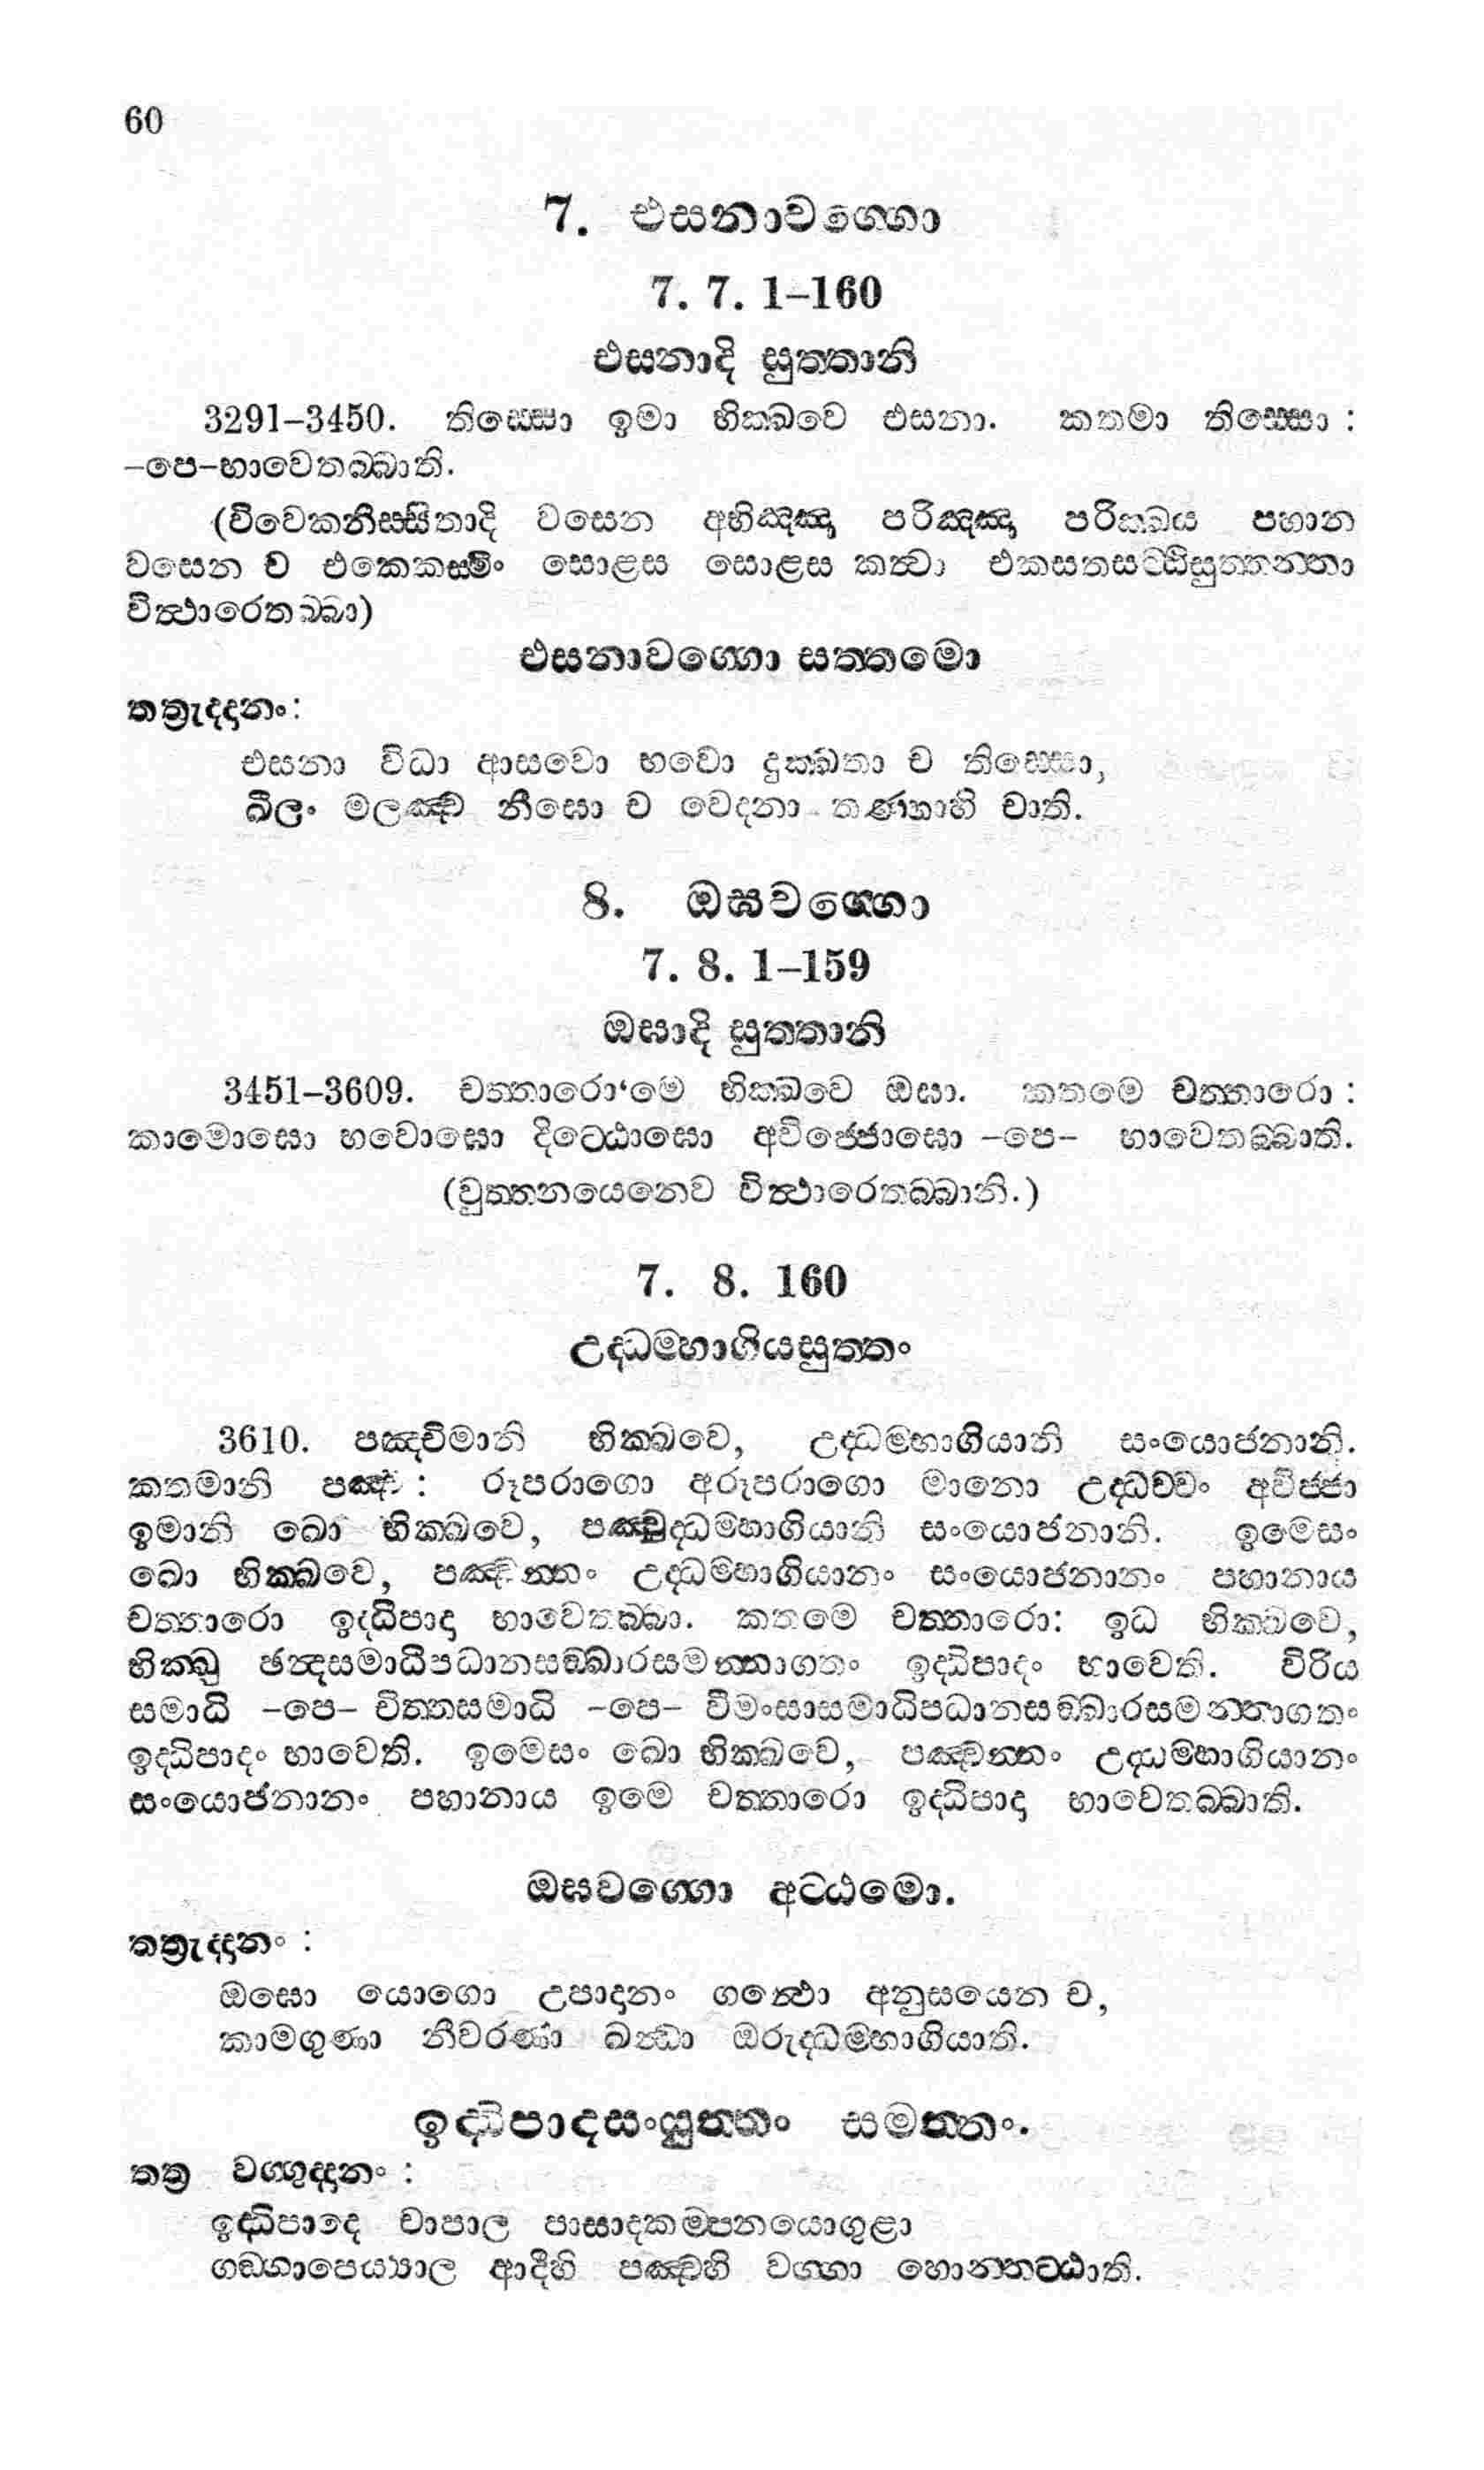 60
7. එසනාවග්ගො
7. 7. 1–160
එසනාදි සුත්තානි
3291–3450. තිස්සො ඉමා භික්ඛවෙ එසනා. කතමා තිස්සො :
–පෙ–භාවෙතබ්බාති.
(විවෙකනිස්සිතාදි වසෙන අභිඤ්ඤා පරිඤ්ඤා පරික්ඛය පහාන
වසෙන ච එකෙකස්මිං සොළස සොළස කත්වා එකසතසට්ඨිසුත්තන්තා
විත්ථාරෙතබ්බා)
එසනාවග්ගො සත්තමො
තත්රැද්දානං:
එසනා විධා ආසවො භවො දුක්ඛතා ච තිස්සො,
ඛීලං මලඤ්ච නීඝො ච වෙදනා තණ්හාහි චාති.
8. ඔඝවග්ගො
7. 8. 1–159
ඔඝාදි සුත්තානි
3451–3609. චත්තාරො‘මෙ භික්ඛවෙ ඔඝා. කතමෙ චත්තාරො :
කාමොඝො භවොඝො දිට්ඨොඝො අවිජ්ජොඝො –පෙ– භාවෙතබ්බාති.
(වුත්තනයෙනෙව විත්ථාරෙතබ්බානි.)
7. 8. 160
උද්ධම්භාගියසුත්තං
3610. පඤ්චිමානි භික්ඛවෙ, උද්ධම්භාගියානි සංයොජනානි.
කතමානි පඤ්ච : රූපරාගො අරූපරාගො මානො උද්ධච්චං අවිජ්ජා
ඉමානි ඛො භික්ඛවෙ, පඤ්චුද්ධම්භාගියානි සංයොජනානි. ඉමෙසං
ඛො භික්ඛවෙ, පඤ්චන්නං උද්ධම්භාගියානං සංයොජනානං පහානාය
චත්තාරො ඉද්ධිපාදා භාවෙතබ්බා. කතමෙ චත්තාරො: ඉධ භික්ඛවෙ,
භික්ඛු ඡන්දසමාධිපධානසඞ්ඛාරසමන්නාගතං ඉද්ධිපාදං භාවෙති. විරිය
සමාධි –පෙ– චිත්තසමාධි –පෙ– වීමංසාසමාධිපධානසඞ්ඛාරසමන්නාගතං
ඉද්ධිපාදං භාවෙති. ඉමෙසං ඛො භික්ඛවෙ, පඤ්චන්නං උද්ධම්භාගියානං
සංයොජනානං පහානාය ඉමෙ චත්තාරො ඉද්ධිපාදා භාවෙතබ්බාති.
ඔඝවග්ගො අට්ඨමො.
තත්රැද්දානං :
ඔඝො යොගො උපාදානං ගන්ථො අනුසයෙන ච,
කාමගුණා නීවරණා ඛන්ධා ඔරුද්ධම්භාගියාති.
ඉද්ධිපාදසංයුත්තං සමත්තං.
තත්ර වග්ගුද්දානං :
ඉද්ධිපාදෙ චාපාල පාසාදකම්පනයොගුළා
ගඞ්ගාපෙය්‍යාල ආදීහි පඤ්චහි වග්ගා හොන්තට්ඨාති.